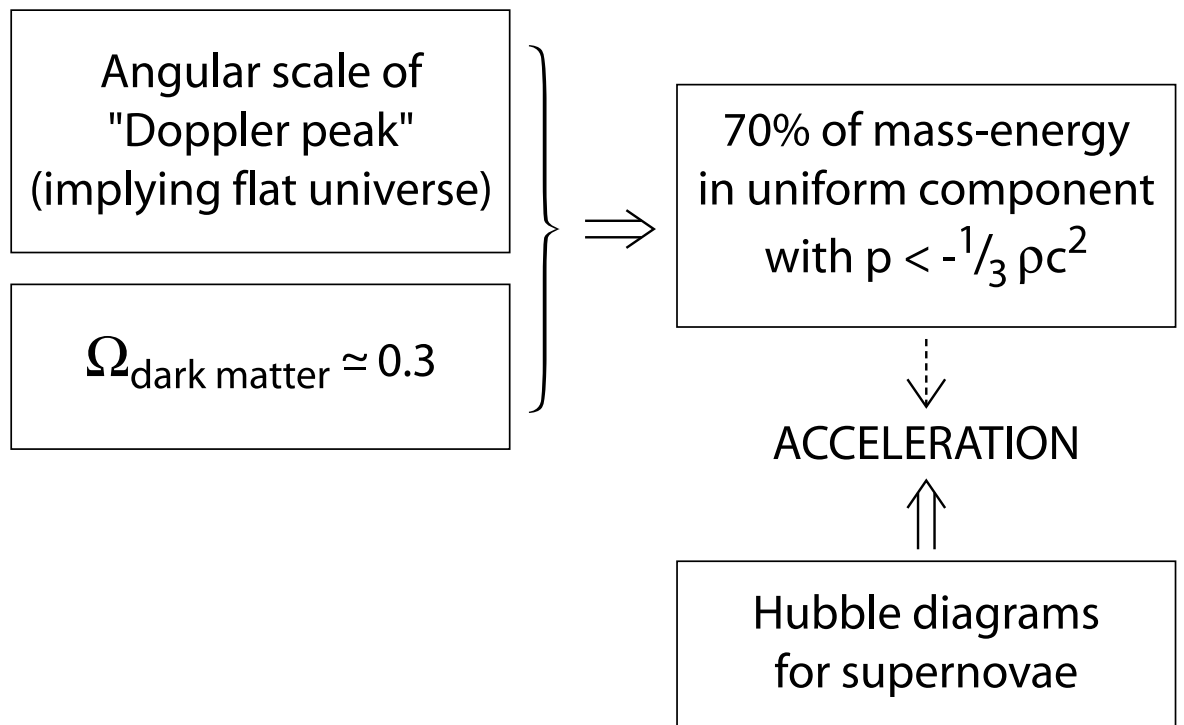 Angular scale of
"Doppler peak"
(implying flat universe)
Ω dark matter ≃ 0.3
70% of mass-energy
in uniform component
with p < -1/3 ρc²
ACCELERATION
Hubble diagrams
for supernovae